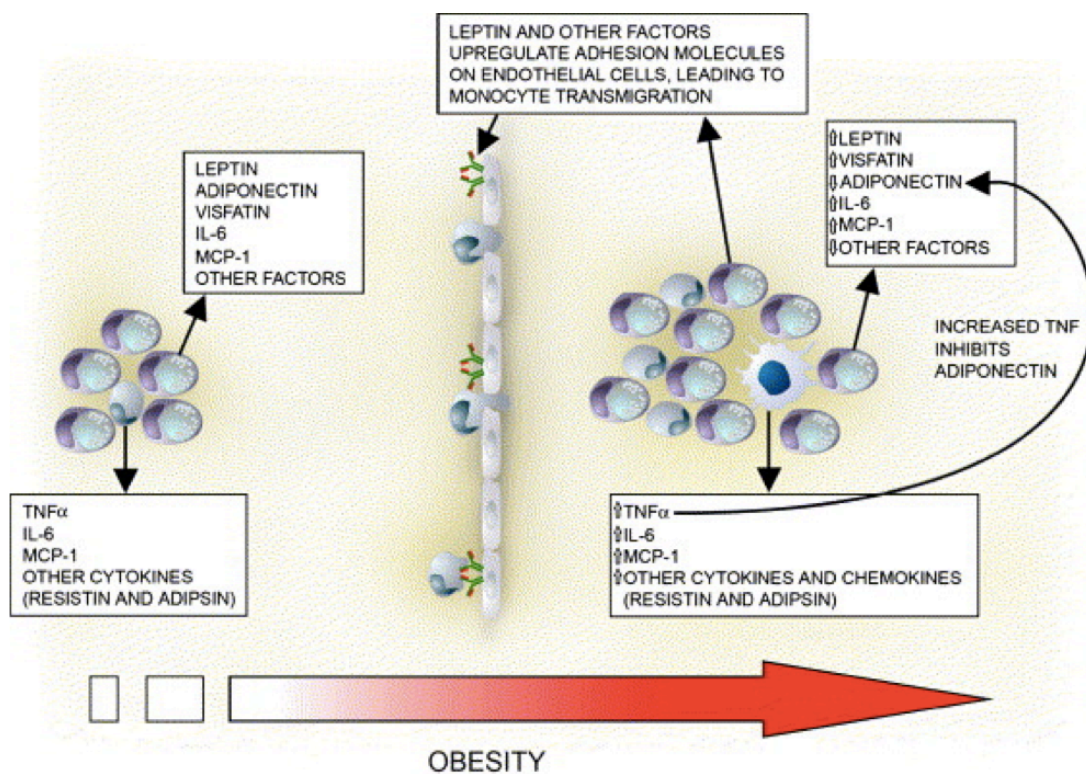 LEPTIN AND OTHER FACTORS
UPREGULATE ADHESION MOLECULES
ON ENDOTHELIAL CELLS, LEADING TO
MONOCYTE TRANSMIGRATION
LEPTIN
ADIPONECTIN
VISFATIN
IL-6
MCP-1
OTHER FACTORS
⇧LEPTIN
⇧VISFATIN
⇩ADIPONECTIN
⇧IL-6
⇧MCP-1
⇩OTHER FACTORS
INCREASED TNF
INHIBITS
ADIPONECTIN
TNFα
IL-6
MCP-1
OTHER CYTOKINES
(RESISTIN AND ADIPSIN)
⇧TNFα
⇧IL-6
⇧MCP-1
⇧OTHER CYTOKINES AND CHEMOKINES
(RESISTIN AND ADIPSIN)
OBESITY